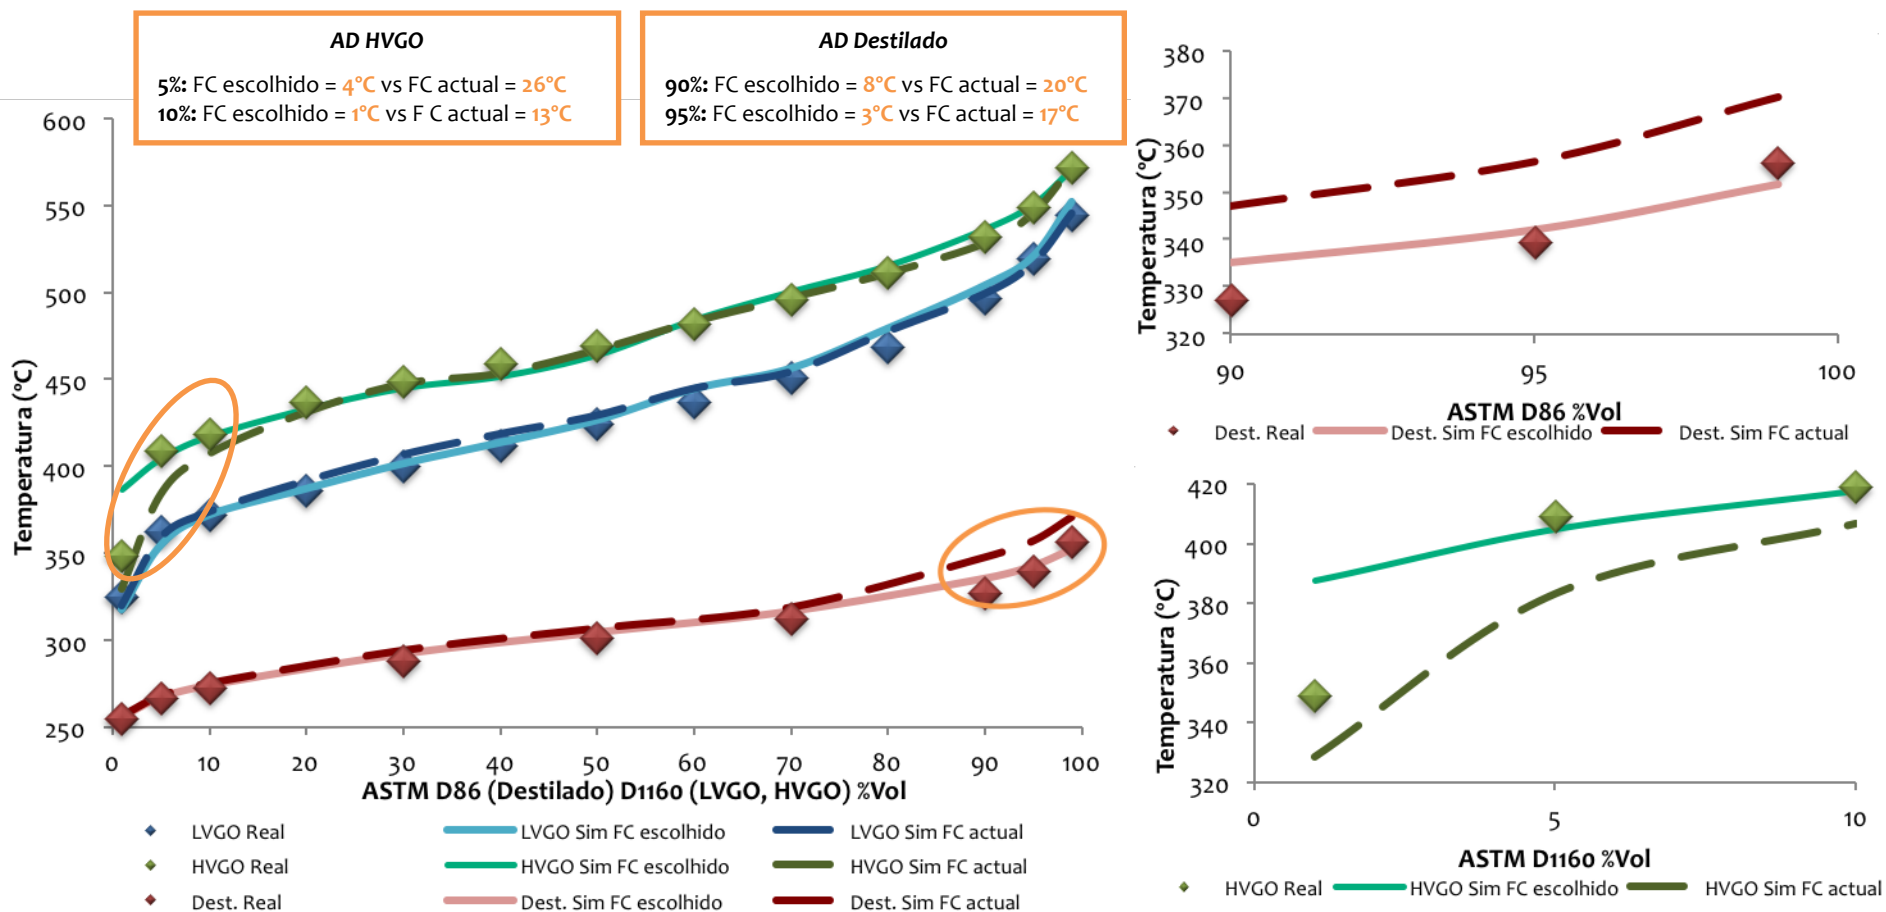 AD HVGO
5%: FC escolhido = 4°C vs FC actual = 26°C
10%: FC escolhido = 1°C vs F C actual = 13°C
AD Destilado
90%: FC escolhido = 8°C vs FC actual = 20°C
95%: FC escolhido = 3°C vs FC actual = 17°C
600
550
500
450
400
350
300
250
Temperatura (°C)
0 10 20 30 40 50 60 70 80 90 100
ASTM D86 (Destilado) D1160 (LVGO, HVGO) %Vol
LVGO Real LVGO Sim FC escolhido LVGO Sim FC actual
HVGO Real HVGO Sim FC escolhido HVGO Sim FC actual
Dest. Real Dest. Sim FC escolhido Dest. Sim FC actual
380
370
360
350
340
330
320
Temperatura (°C)
90 95 100
ASTM D86 %Vol
Dest. Real Dest. Sim FC escolhido Dest. Sim FC actual
420
400
380
360
340
320
Temperatura (°C)
0 5 10
ASTM D1160 %Vol
HVGO Real HVGO Sim FC escolhido HVGO Sim FC actual